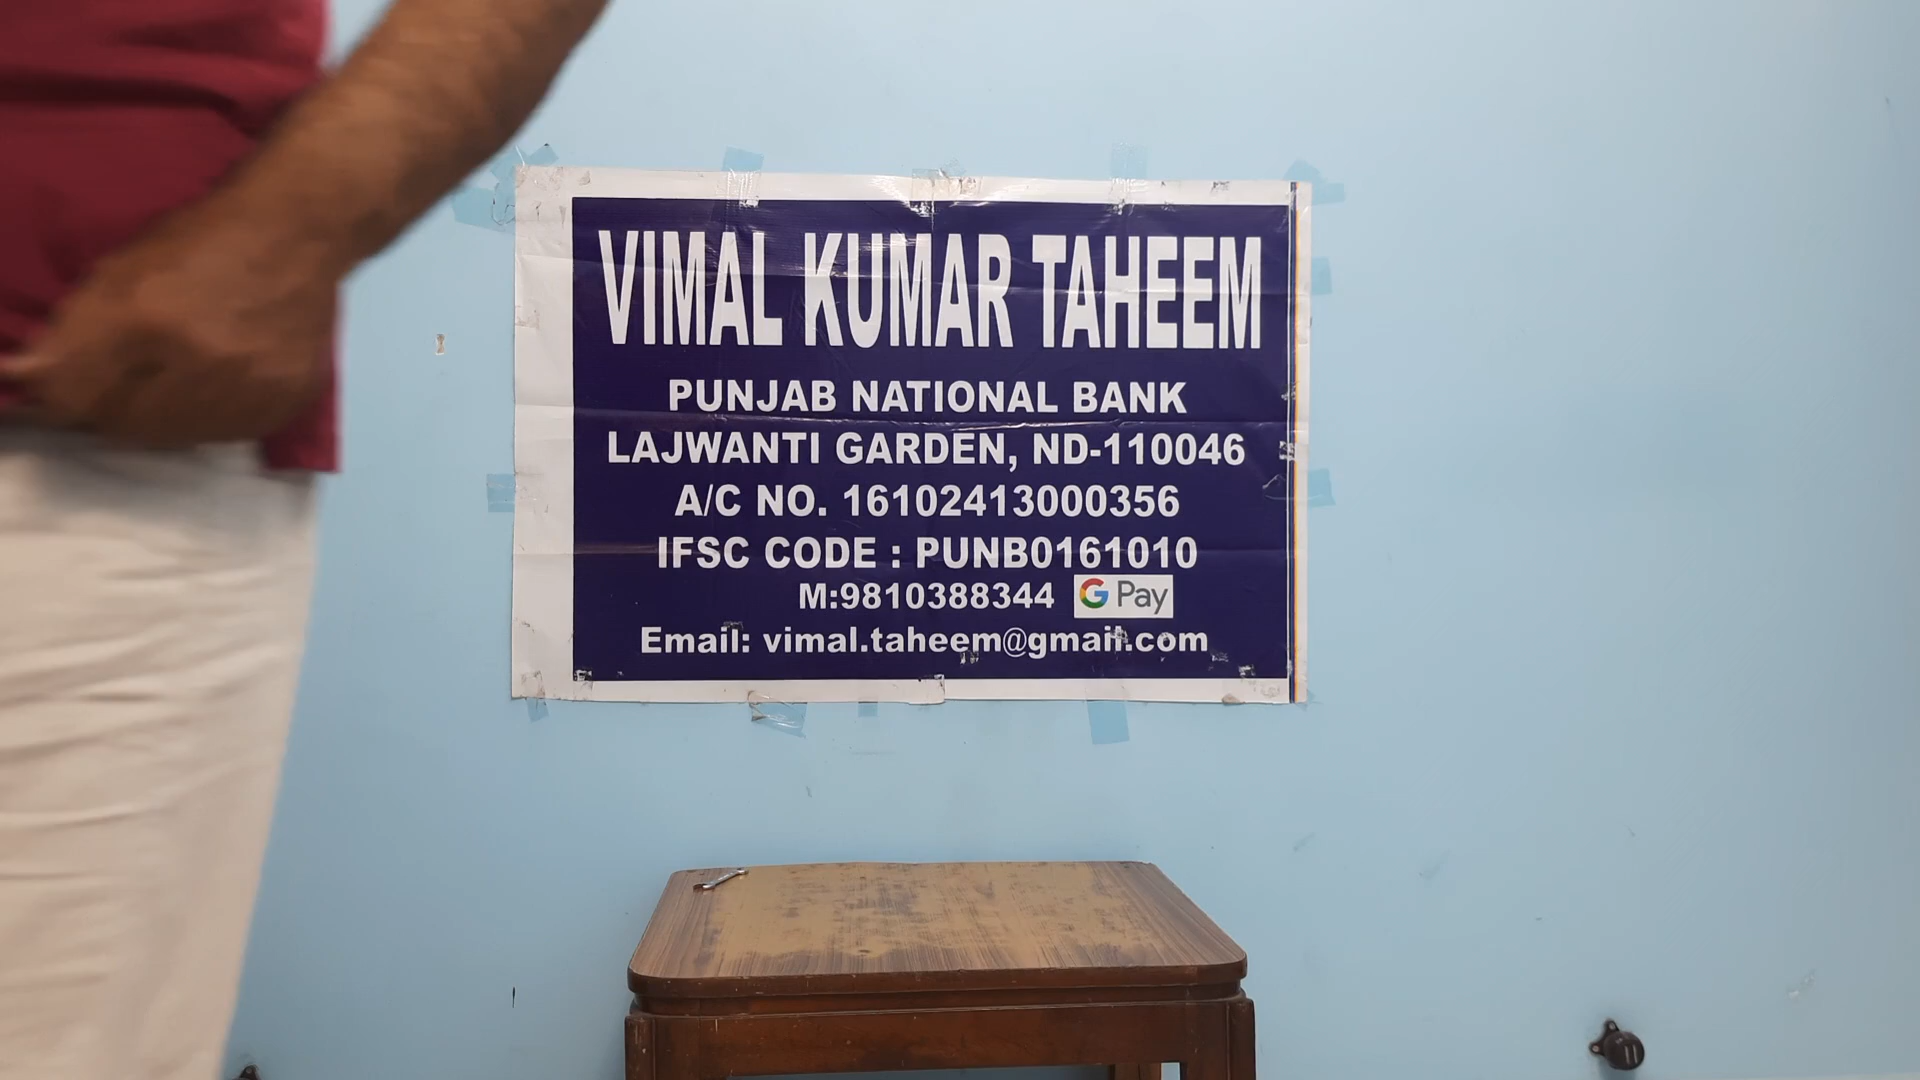 VIMAL KUMAR TAHEEM
PUNJAB NATIONAL BANK
LAJWANTI GARDEN, ND-110046
A/C NO. 16102413000356
IFSC CODE : PUNB0161010
M:9810388344 G Pay
Email: vimal.taheem@gmail.com